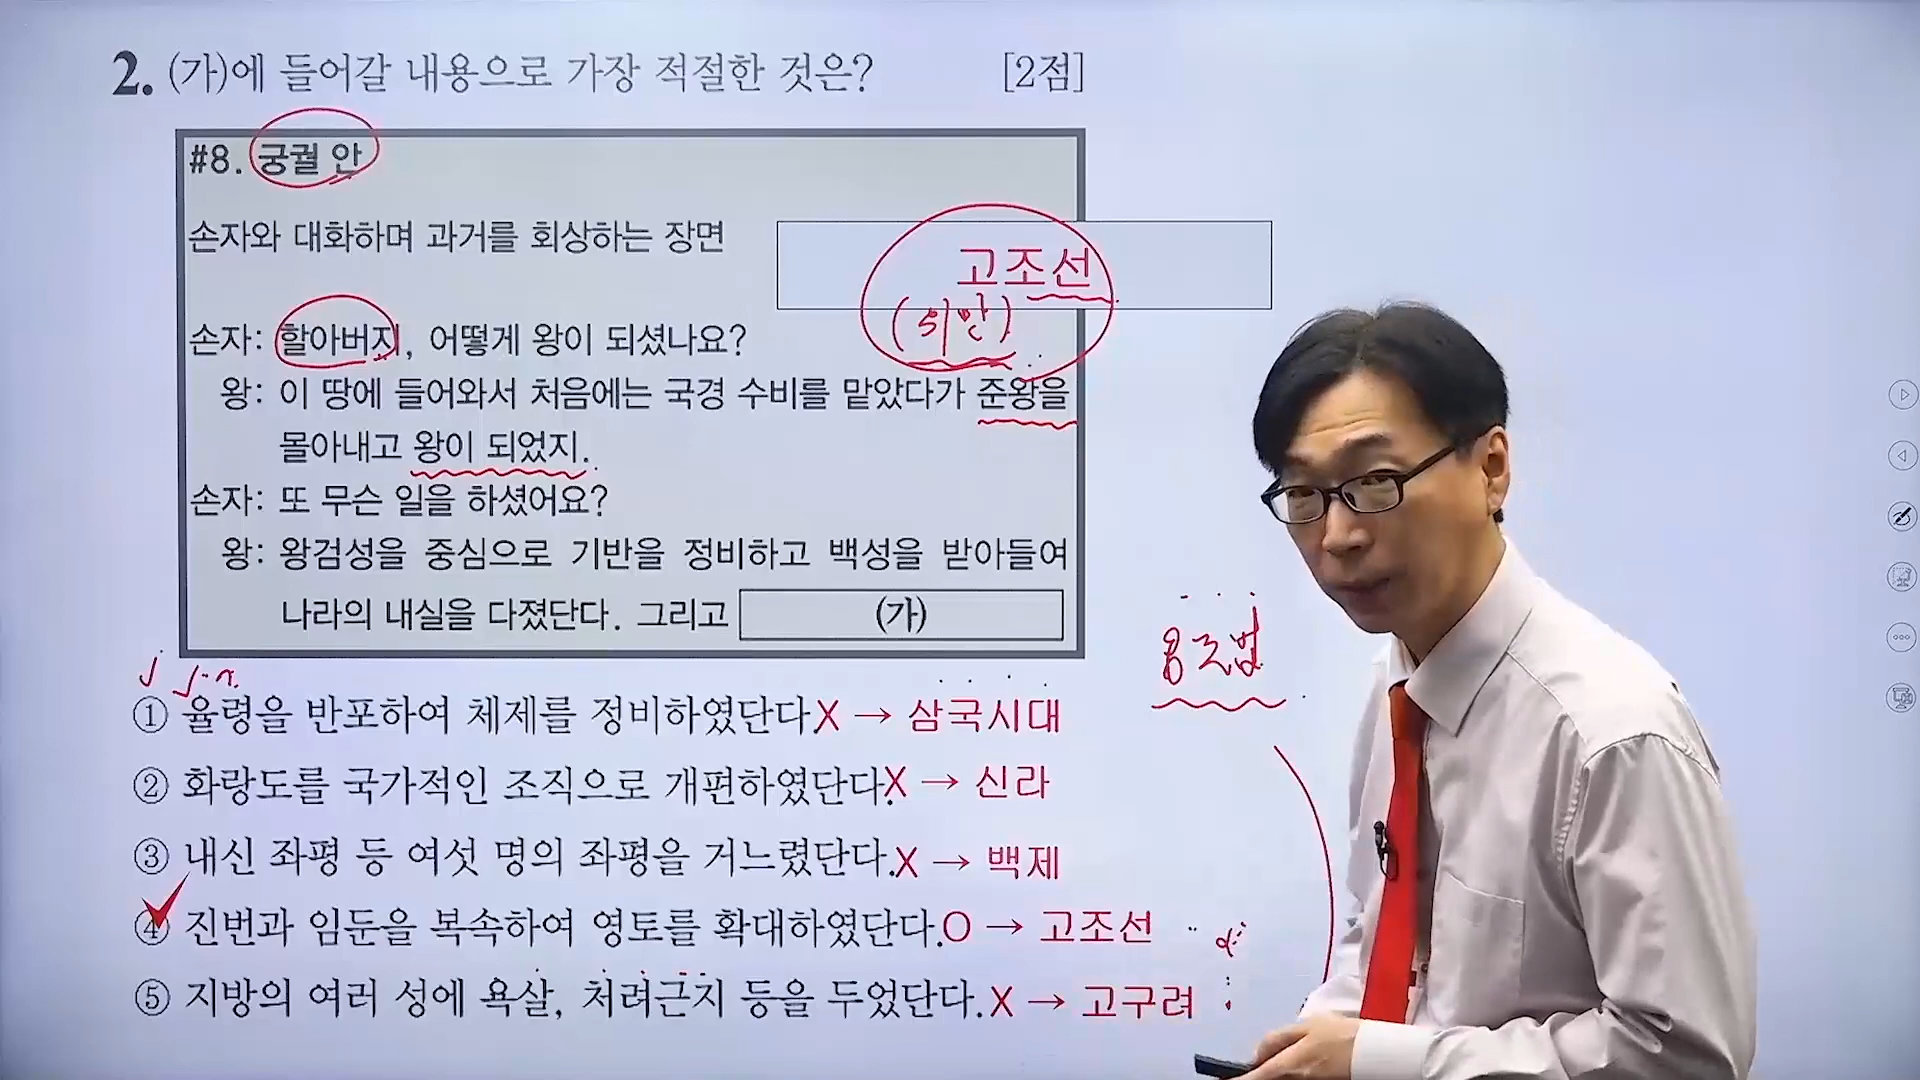 2. (가)에 들어갈 내용으로 가장 적절한 것은? [2점]
#8. 궁궐 안
손자와 대화하며 과거를 회상하는 장면
고조선
(위만)
손자: 할아버지, 어떻게 왕이 되셨나요?
왕: 이 땅에 들어와서 처음에는 국경 수비를 맡았다가 준왕을
몰아내고 왕이 되었지.
손자: 또 무슨 일을 하셨어요?
왕: 왕검성을 중심으로 기반을 정비하고 백성을 받아들여
나라의 내실을 다졌단다. 그리고 (가)
8조법
① 율령을 반포하여 체제를 정비하였단다. X → 삼국시대
② 화랑도를 국가적인 조직으로 개편하였단다. X → 신라
③ 내신 좌평 등 여섯 명의 좌평을 거느렸단다. X → 백제
④ 진번과 임둔을 복속하여 영토를 확대하였단다. O → 고조선
⑤ 지방의 여러 성에 욕살, 처려근지 등을 두었단다. X → 고구려